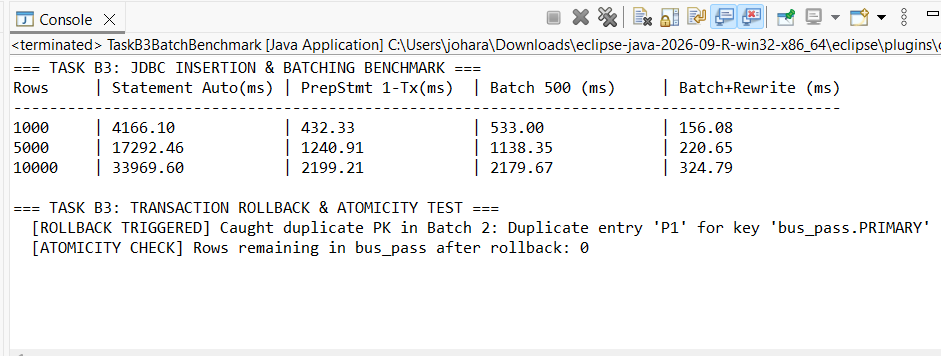 Console
<terminated> TaskB3BatchBenchmark [Java Application] C:\Users\johara\Downloads\eclipse-java-2026-09-R-win32-x86_64\eclipse\plugins\
=== TASK B3: JDBC INSERTION & BATCHING BENCHMARK ===
Rows     | Statement Auto(ms) | PrepStmt 1-Tx(ms)  | Batch 500 (ms)     | Batch+Rewrite (ms)
-----------------------------------------------------------------------------------------
1000     | 4166.10            | 432.33             | 533.00             | 156.08
5000     | 17292.46           | 1240.91            | 1138.35            | 220.65
10000    | 33969.60           | 2199.21            | 2179.67            | 324.79
=== TASK B3: TRANSACTION ROLLBACK & ATOMICITY TEST ===
[ROLLBACK TRIGGERED] Caught duplicate PK in Batch 2: Duplicate entry 'P1' for key 'bus_pass.PRIMARY'
[ATOMICITY CHECK] Rows remaining in bus_pass after rollback: 0